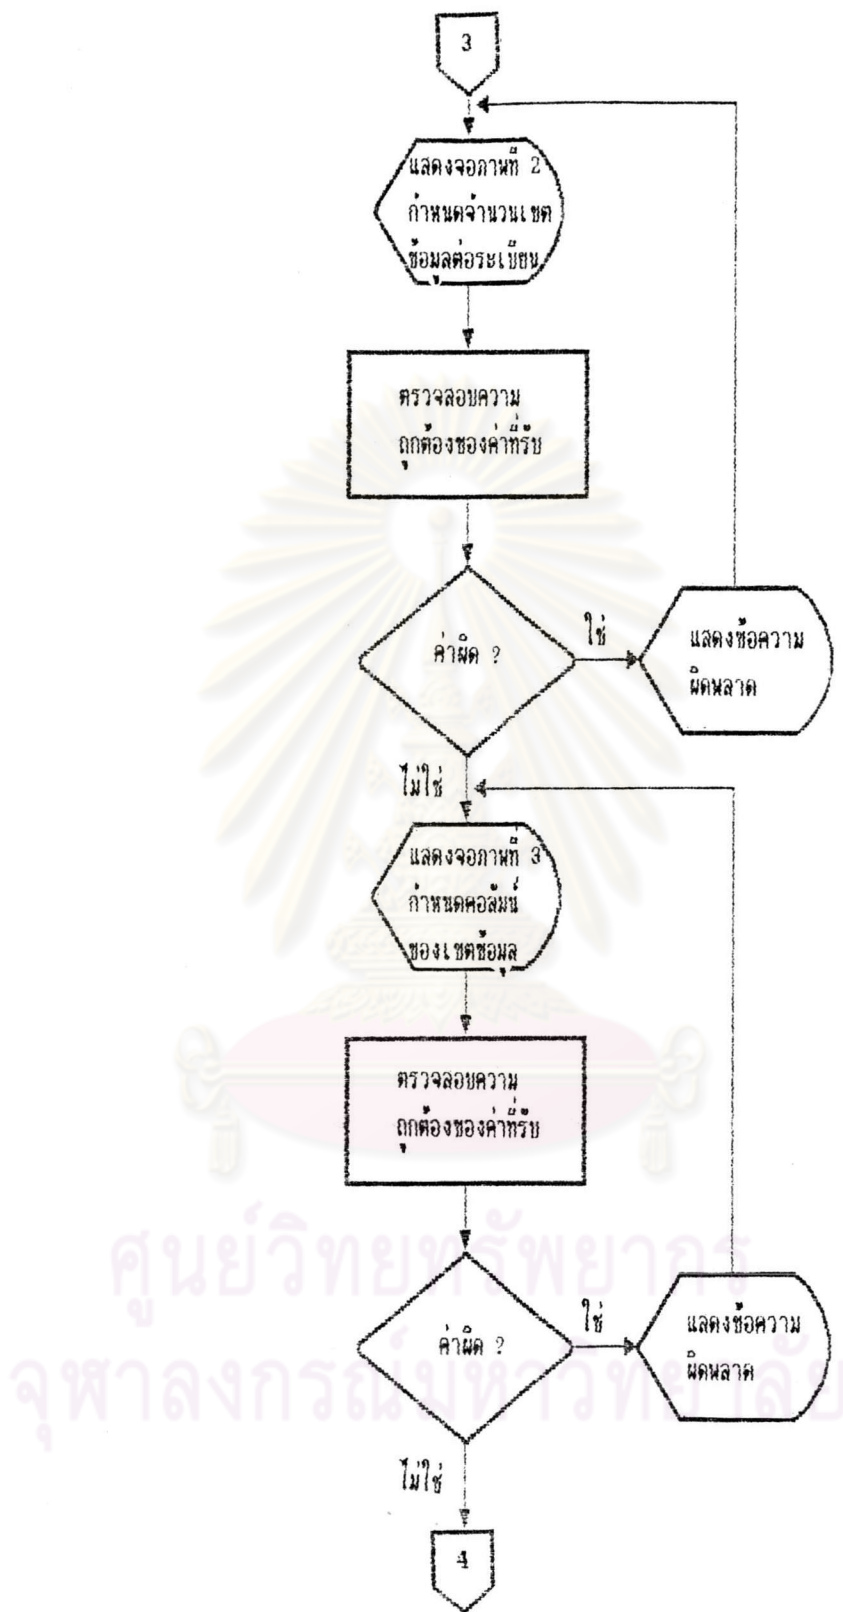 3
แสดงจอภาพที่ 2
กำหนดจำนวนเขต
ข้อมูลต่อระเบียน
ตรวจสอบความ
ถูกต้องของค่าที่รับ
ค่าผิด ?
ใช่
แสดงข้อความ
ผิดพลาด
ไม่ใช่
แสดงจอภาพที่ 3
กำหนดคอลัมน์
ของเขตข้อมูล
ตรวจสอบความ
ถูกต้องของค่าที่รับ
ค่าผิด ?
ใช่
แสดงข้อความ
ผิดพลาด
ไม่ใช่
4
ศูนย์วิทยทรัพยากร
จุฬาลงกรณ์มหาวิทยาลัย